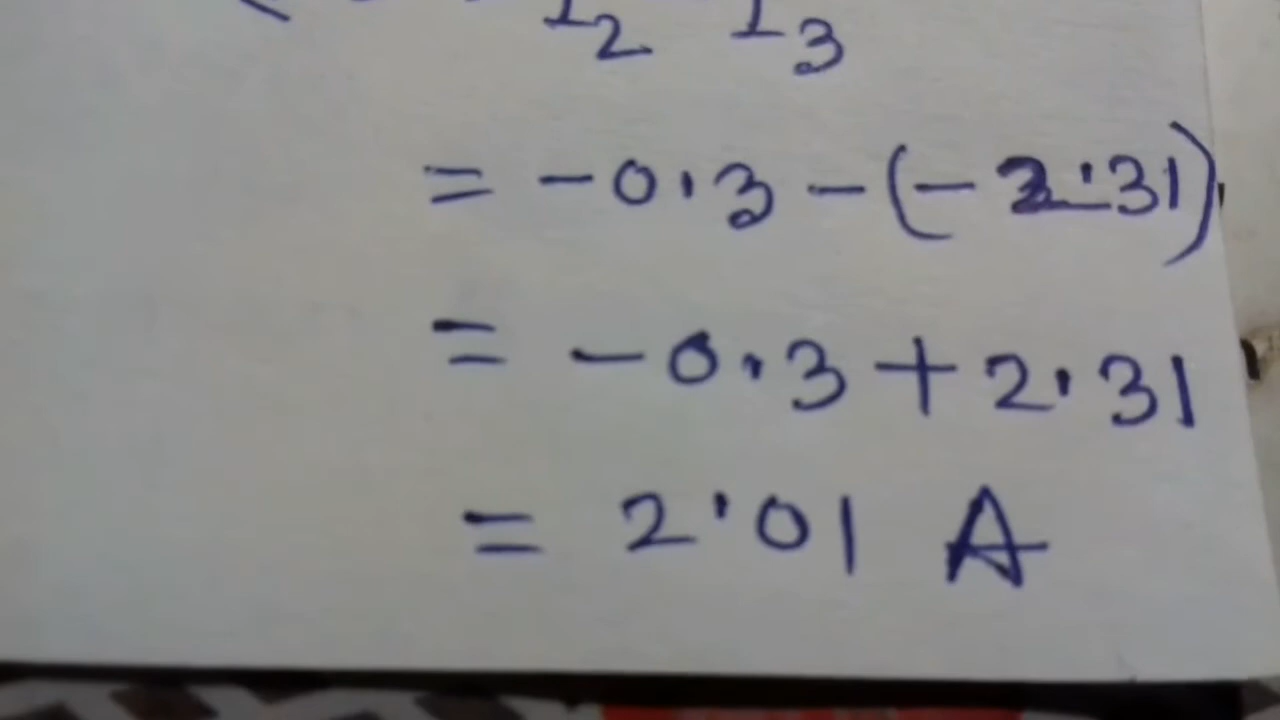 I₂ I₃
= -0.3 - (-2.31)
= -0.3 + 2.31
= 2.01 A